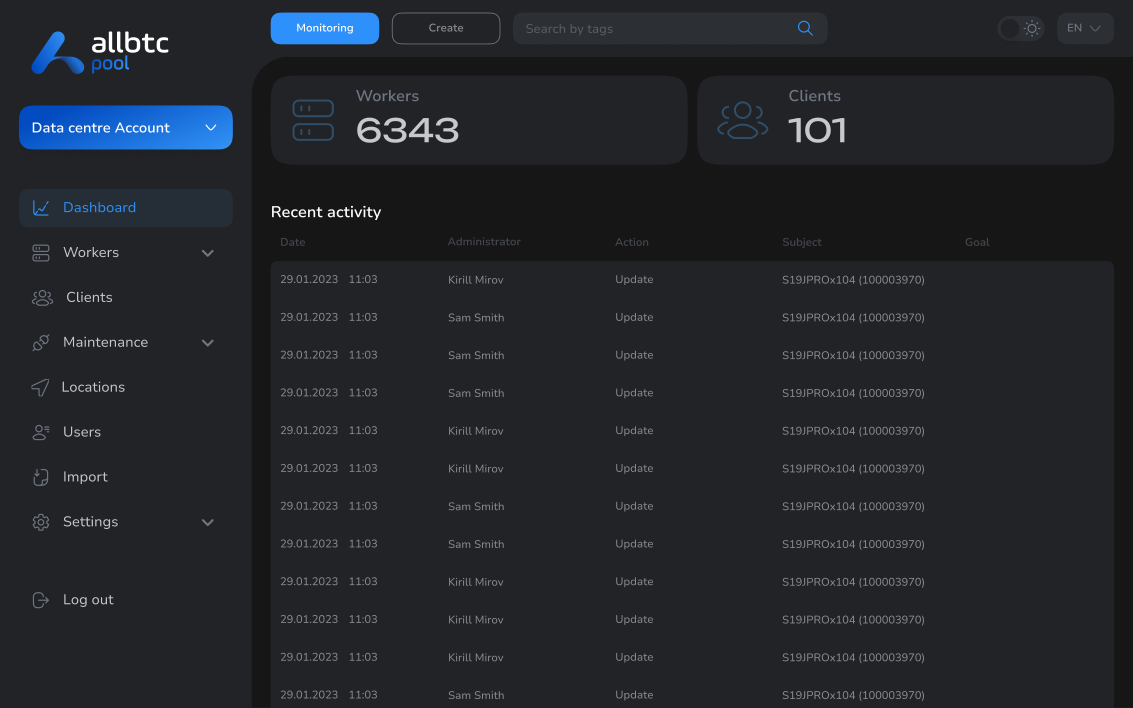 allbtc
pool
Data centre Account
Dashboard
Workers
Clients
Maintenance
Locations
Users
Import
Settings
Log out
Monitoring Create Search by tags EN
Workers
6343
Clients
101
Recent activity
Date Administrator Action Subject Goal
29.01.2023 11:03 Kirill Mirov Update S19JPROx104 (100003970)
29.01.2023 11:03 Sam Smith Update S19JPROx104 (100003970)
29.01.2023 11:03 Sam Smith Update S19JPROx104 (100003970)
29.01.2023 11:03 Sam Smith Update S19JPROx104 (100003970)
29.01.2023 11:03 Kirill Mirov Update S19JPROx104 (100003970)
29.01.2023 11:03 Kirill Mirov Update S19JPROx104 (100003970)
29.01.2023 11:03 Sam Smith Update S19JPROx104 (100003970)
29.01.2023 11:03 Sam Smith Update S19JPROx104 (100003970)
29.01.2023 11:03 Kirill Mirov Update S19JPROx104 (100003970)
29.01.2023 11:03 Kirill Mirov Update S19JPROx104 (100003970)
29.01.2023 11:03 Kirill Mirov Update S19JPROx104 (100003970)
29.01.2023 11:03 Sam Smith Update S19JPROx104 (100003970)